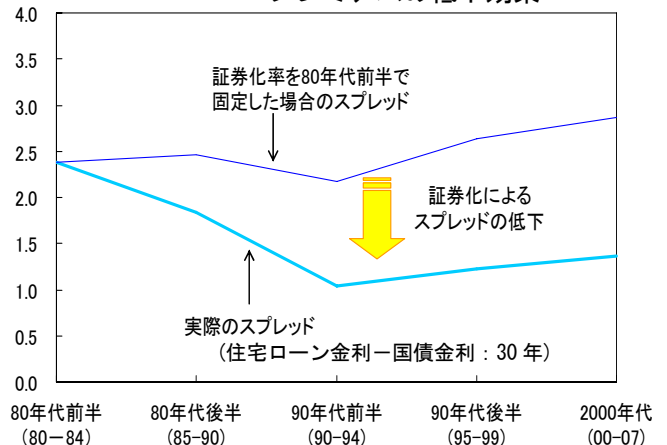 4.0
3.5
3.0
2.5
2.0
1.5
1.0
0.5
0.0
証券化率を80年代前半で
固定した場合のスプレッド
証券化による
スプレッドの低下
実際のスプレッド
(住宅ローン金利－国債金利：30年)
80年代前半
(80－84)
80年代後半
(85－90)
90年代前半
(90－94)
90年代後半
(95－99)
2000年代
(00－07)